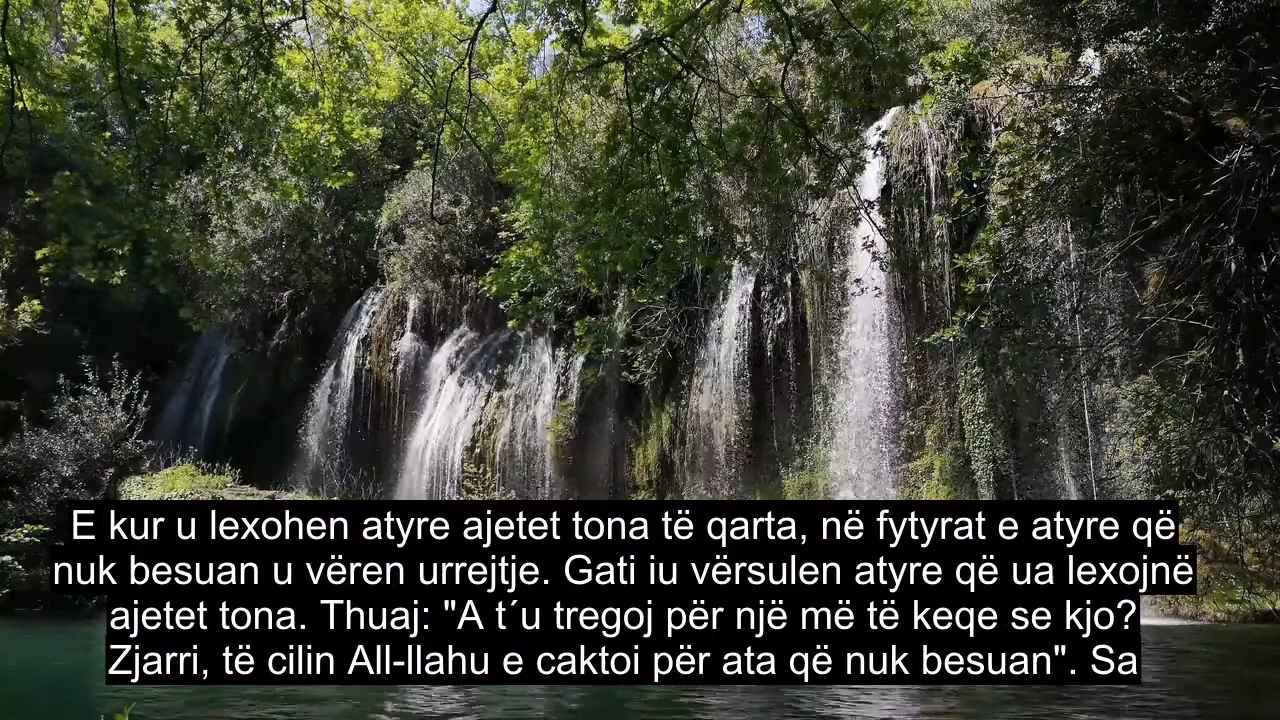 E kur u lexohen atyre ajetet tona të qarta, në fytyrat e atyre që
nuk besuan u vëren urrejtje. Gati iu vërsulen atyre që ua lexojnë
ajetet tona. Thuaj: "A t´u tregoj për një më të keqe se kjo?
Zjarri, të cilin All-llahu e caktoi për ata që nuk besuan". Sa